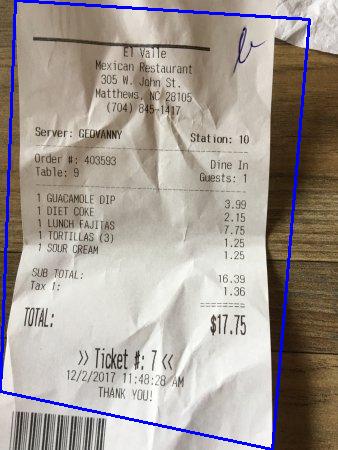 El Valle
Mexican Restaurant
305 W. John St.
Matthews, NC 28105
(704) 845-1417
Server: GEOVANNY Station: 10
Order #: 403593 Dine In
Table: 9 Guests: 1
1 GUACAMOLE DIP 3.99
1 DIET COKE 2.15
1 LUNCH FAJITAS 7.75
1 TORTILLAS (3) 1.25
1 SOUR CREAM 1.25
SUB TOTAL: 16.39
Tax 1: 1.36
========
TOTAL: $17.75
>> Ticket #: 7 <<
12/2/2017 11:48:28 AM
THANK YOU!